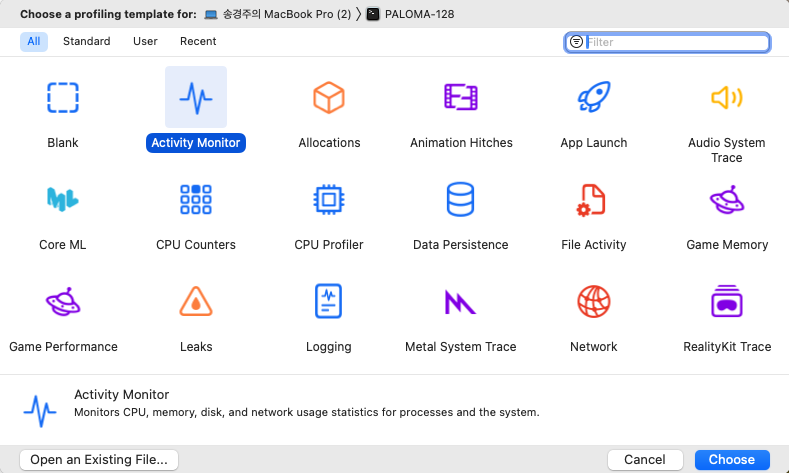 Choose a profiling template for: 송경주의 MacBook Pro (2) 〉 PALOMA-128
All Standard User Recent Filter
Blank Activity Monitor Allocations Animation Hitches App Launch Audio System
Trace
Core ML CPU Counters CPU Profiler Data Persistence File Activity Game Memory
Game Performance Leaks Logging Metal System Trace Network RealityKit Trace
Activity Monitor
Monitors CPU, memory, disk, and network usage statistics for processes and the system.
Open an Existing File... Cancel Choose